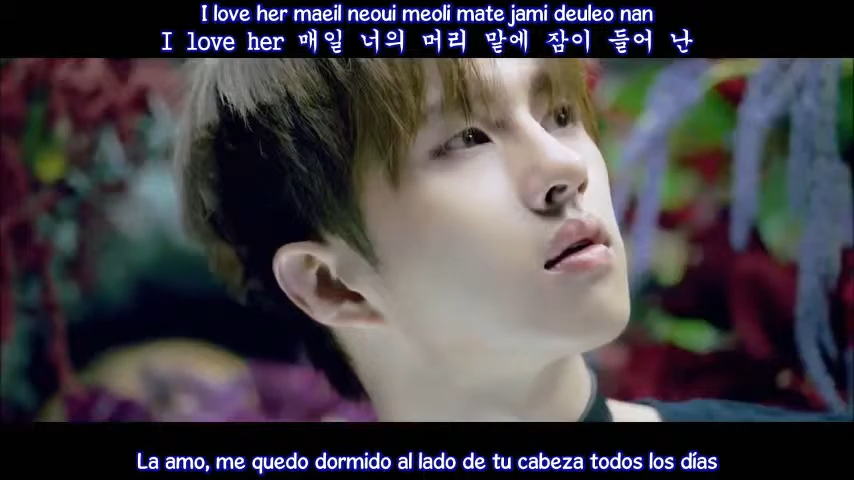 I love her maeil neoui meoli mate jami deuleo nan
I love her 매일 너의 머리 맡에 잠이 들어 난
La amo, me quedo dormido al lado de tu cabeza todos los días